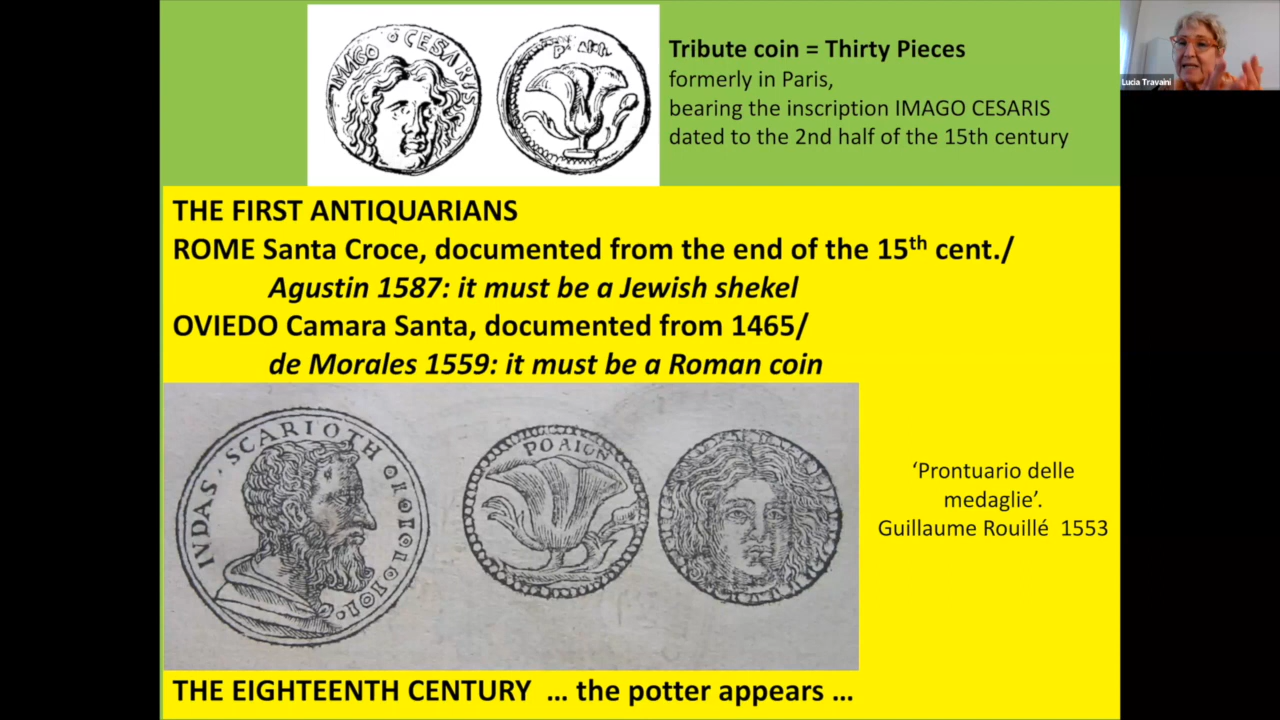 IMAGO CESARIS
Tribute coin = Thirty Pieces
formerly in Paris,
bearing the inscription IMAGO CESARIS
dated to the 2nd half of the 15th century
Lucia Travaini
THE FIRST ANTIQUARIANS
ROME Santa Croce, documented from the end of the 15th cent./
Agustin 1587: it must be a Jewish shekel
OVIEDO Camara Santa, documented from 1465/
de Morales 1559: it must be a Roman coin
IVDAS · SCARIOTH
POAION
'Prontuario delle
medaglie'.
Guillaume Rouillé 1553
THE EIGHTEENTH CENTURY ... the potter appears ...